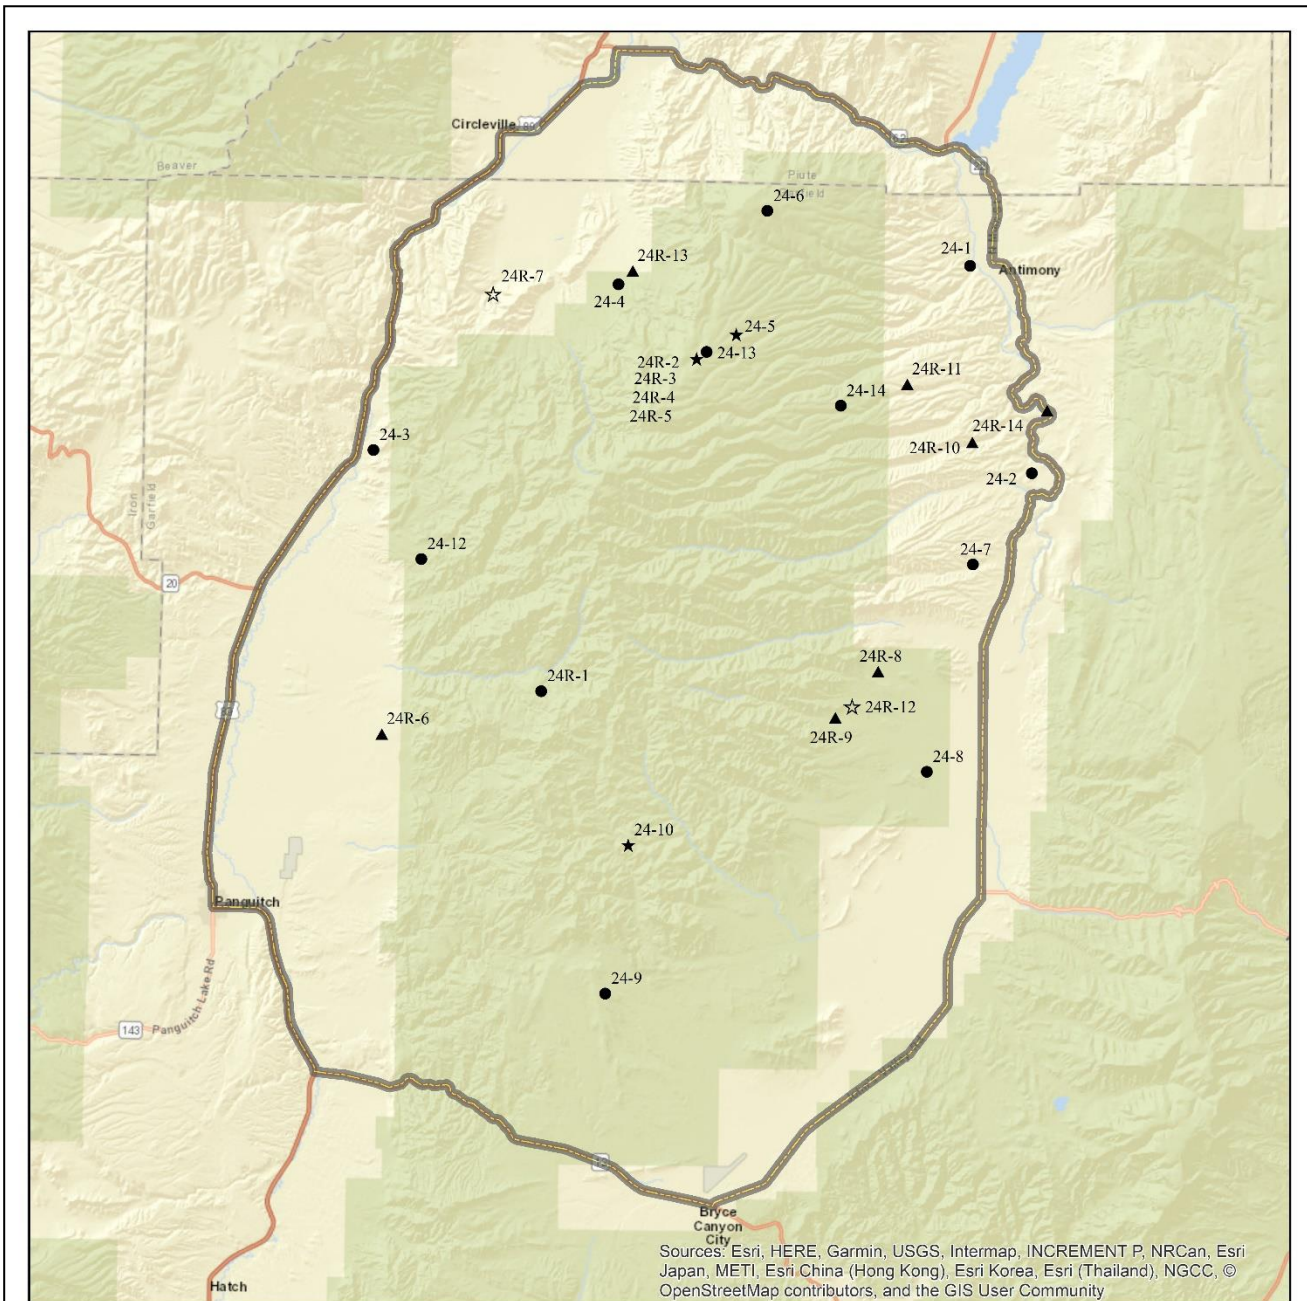 Circleville
89
62
Beaver
Piute
Garfield
24-6
22
24-1
Antimony
24R-13
24R-7
24-4
24-5
24-13
24R-2
24R-3
24R-4
24R-5
24R-11
24-14
24R-14
24R-10
24-3
24-2
Iron
Garfield
24-12
24-7
20
24R-8
24R-1
24R-12
24R-6
24R-9
24-8
24-10
Panguitch
24-9
Panguitch Lake Rd
143
Bryce
Canyon
City
Hatch
Sources: Esri, HERE, Garmin, USGS, Intermap, INCREMENT P, NRCan, Esri
Japan, METI, Esri China (Hong Kong), Esri Korea, Esri (Thailand), NGCC, ©
OpenStreetMap contributors, and the GIS User Community